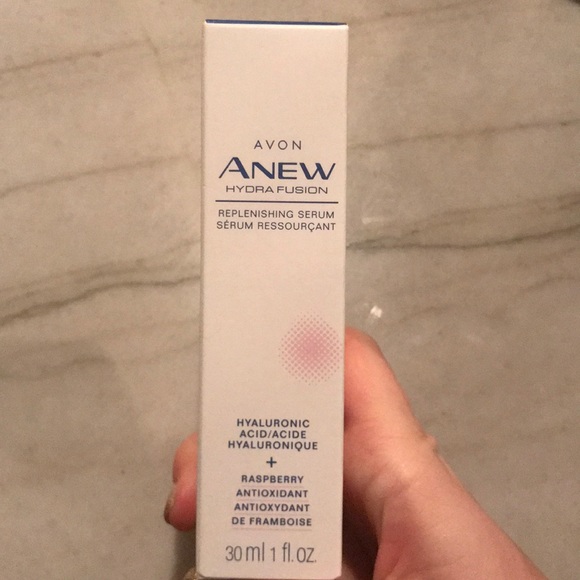 AVON
ANEW
HYDRA FUSION
REPLENISHING SERUM
SÉRUM RESSOURÇANT
HYALURONIC
ACID/ACIDE
HYALURONIQUE
+
RASPBERRY
ANTIOXIDANT
ANTIOXYDANT
DE FRAMBOISE
30 ml 1 fl. oz.